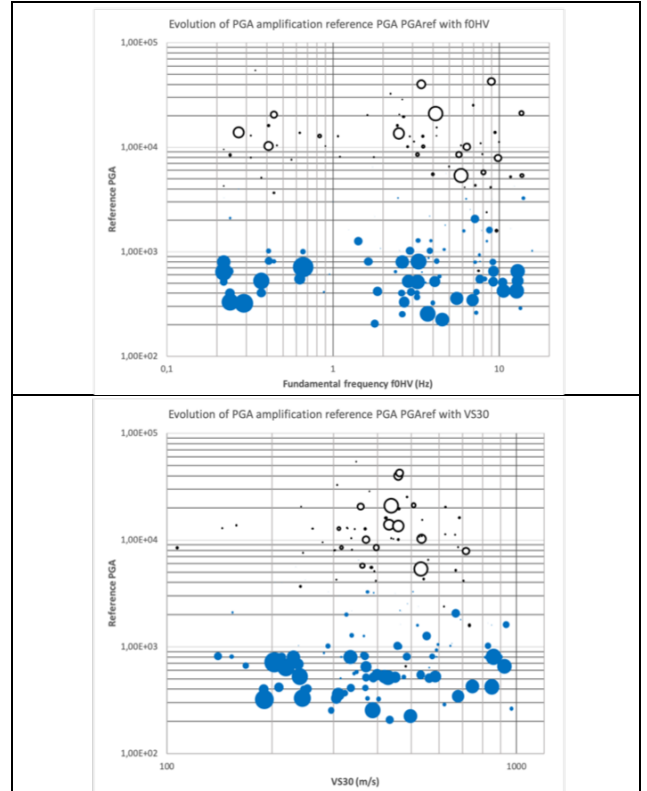 Evolution of PGA amplification reference PGA PGAref with f0HV
1,00E+05
1,00E+04
1,00E+03
1,00E+02
Reference PGA
0,1
1
10
Fundamental frequency f0HV (Hz)
Evolution of PGA amplification reference PGA PGAref with VS30
1,00E+05
1,00E+04
1,00E+03
1,00E+02
Reference PGA
100
1000
VS30 (m/s)